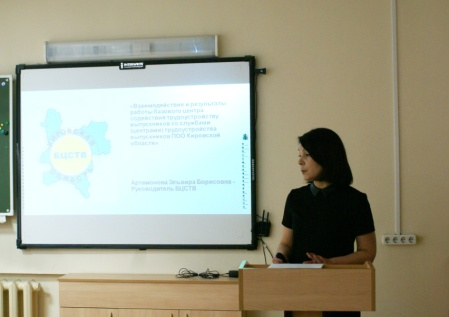 «Взаимодействие и результаты
работы базового центра
содействия трудоустройству
выпускников со службами
(центрами) трудоустройства
выпускников ПОО Кировской
области»
БЦСТВ
Эльвира Борисовна –
Руководитель БЦСТВ